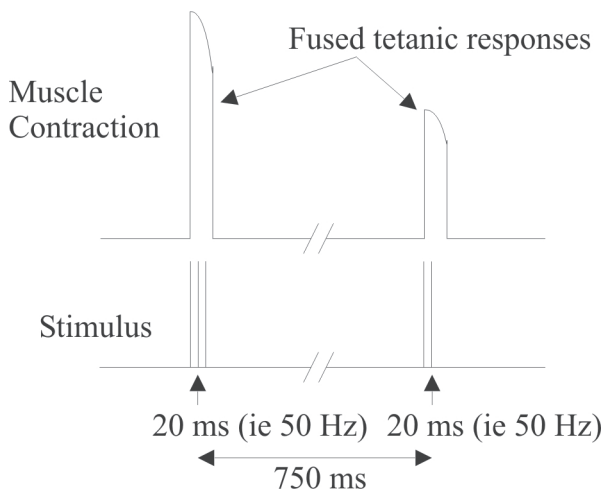 Fused tetanic responses
Muscle
Contraction
Stimulus
20 ms (ie 50 Hz) 20 ms (ie 50 Hz)
750 ms